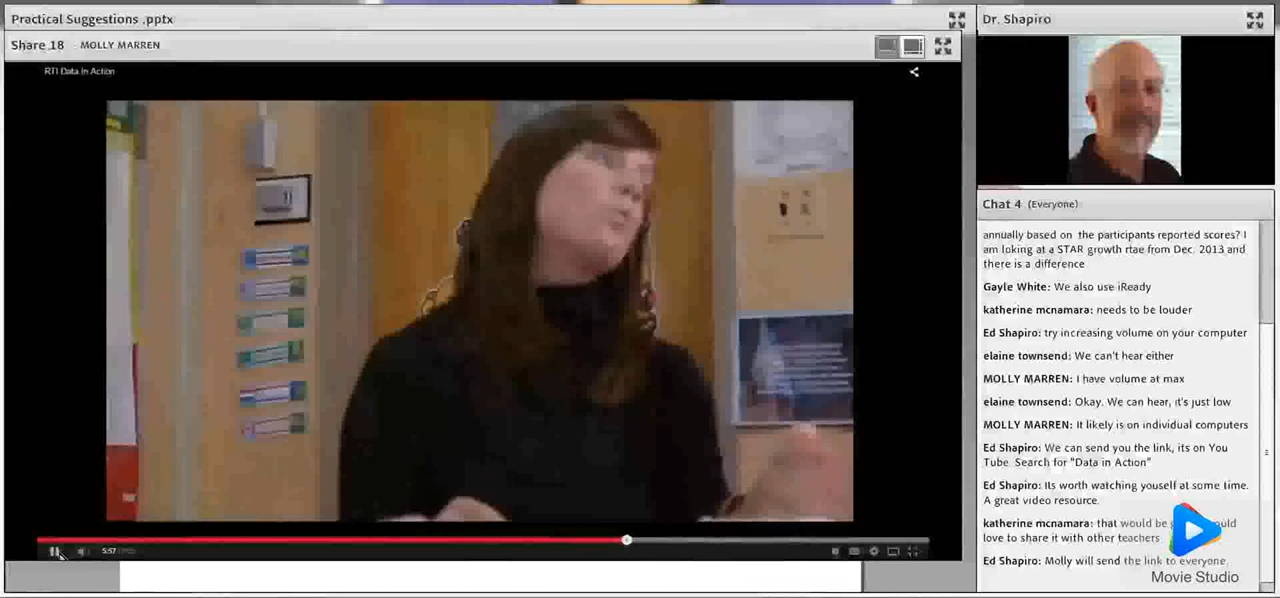 Practical Suggestions .pptx
Share 18 MOLLY MARREN
RTI Data In Action
5:57
Dr. Shapiro
Chat 4 (Everyone)
annually based on the participants reported scores? I
am loking at a STAR growth rtae from Dec. 2013 and
there is a difference
Gayle White: We also use iReady
katherine mcnamara: needs to be louder
Ed Shapiro: try increasing volume on your computer
elaine townsend: We can't hear either
MOLLY MARREN: I have volume at max
elaine townsend: Okay. We can hear, it's just low
MOLLY MARREN: It likely is on individual computers
Ed Shapiro: We can send you the link, its on You
Tube. Search for "Data in Action"
Ed Shapiro: Its worth watching youself at some time.
A great video resource.
katherine mcnamara: that would be
love to share it with other teachers
Ed Shapiro: Molly will send the link to everyone.
Movie Studio